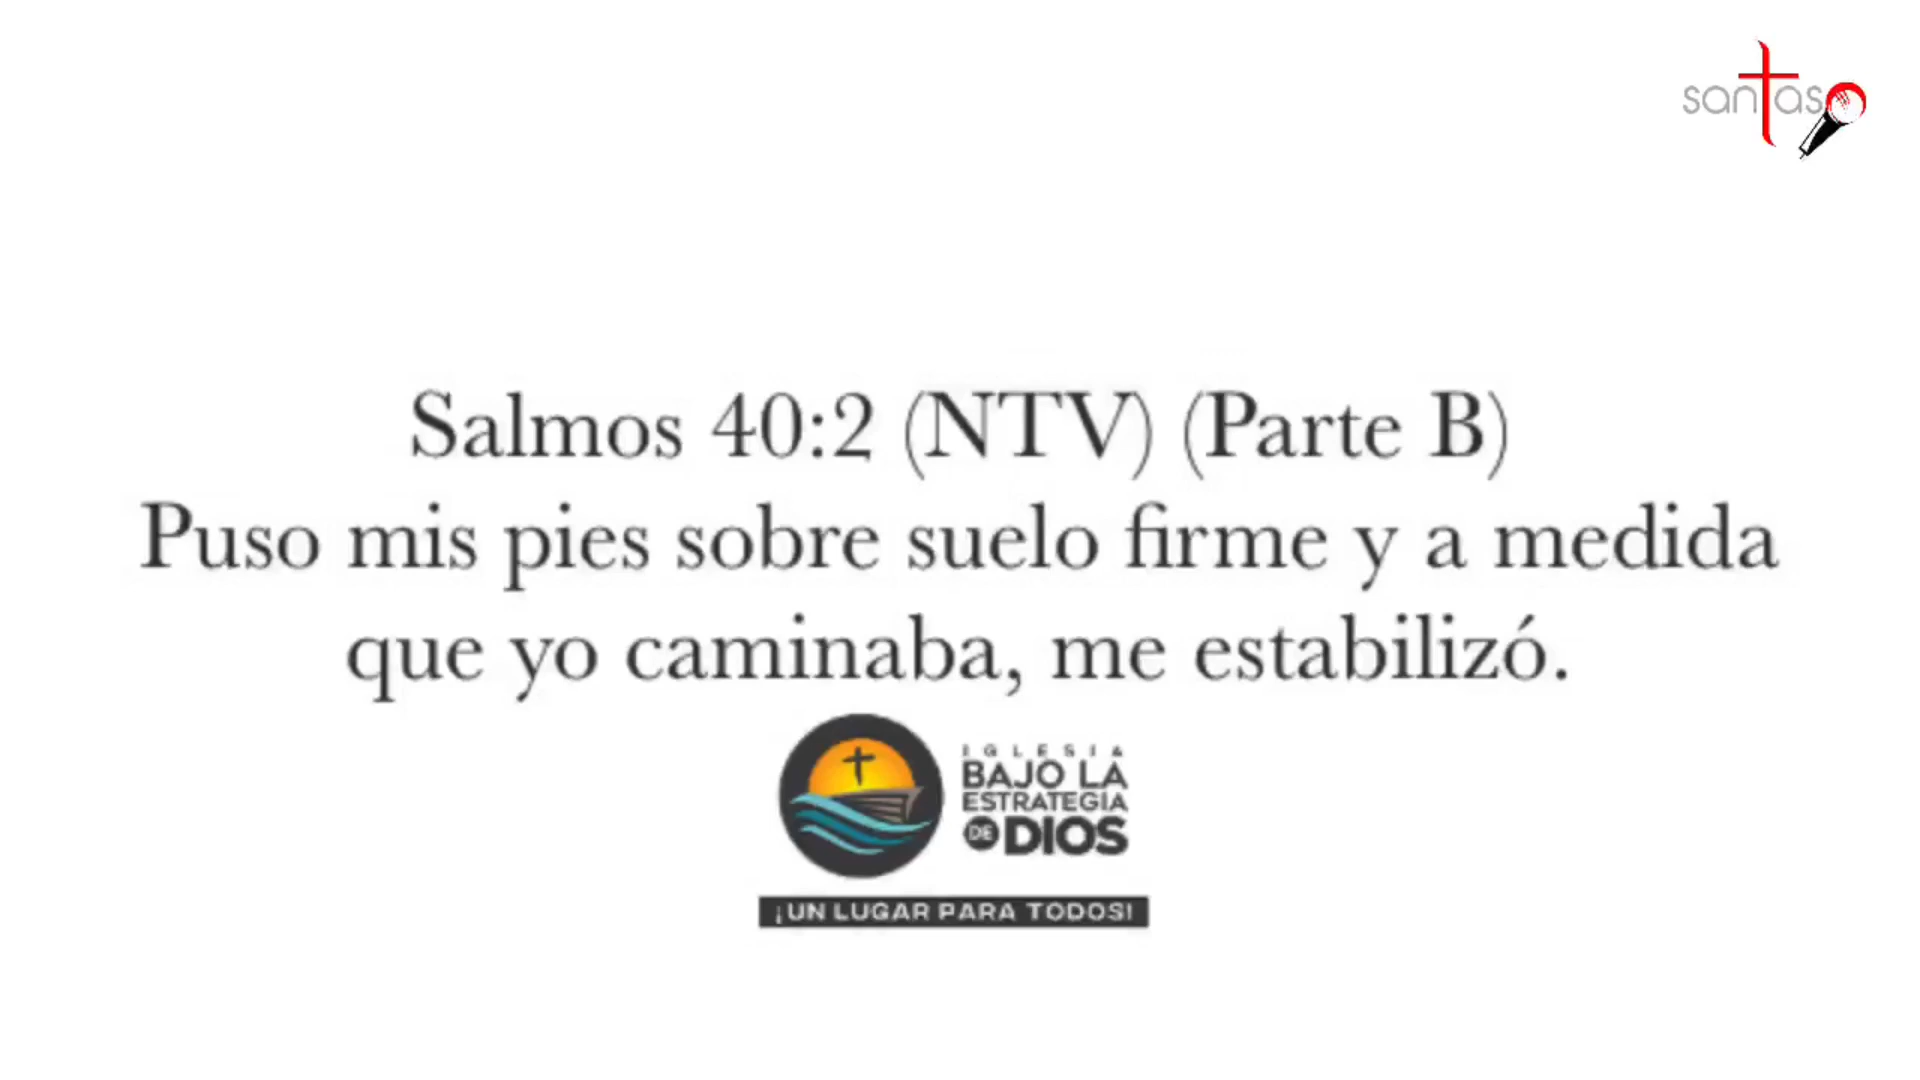 santaso
Salmos 40:2 (NTV) (Parte B)
Puso mis pies sobre suelo firme y a medida
que yo caminaba, me estabilizó.
IGLESIA
BAJO LA
ESTRATEGIA
DE DIOS
¡UN LUGAR PARA TODOS!